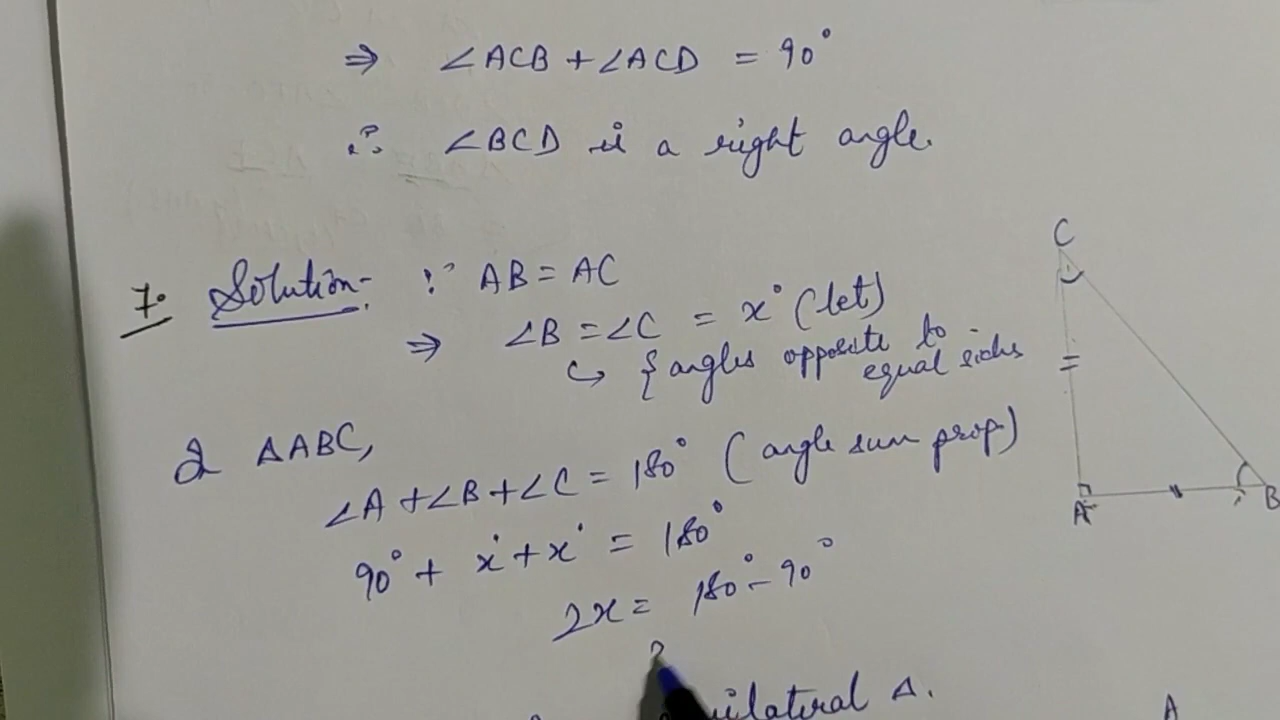 ⇒ ∠ACB + ∠ACD = 90°
∴ ∠BCD is a right angle.
7. Solution:- ∵ AB = AC
⇒ ∠B = ∠C = x° (let)
↪ {angles opposite to
equal sides
ΔABC,
∠A + ∠B + ∠C = 180° (angle sum prop.)
90° + x° + x° = 180°
2x = 180° - 90°
Δ.
C
A
B
A